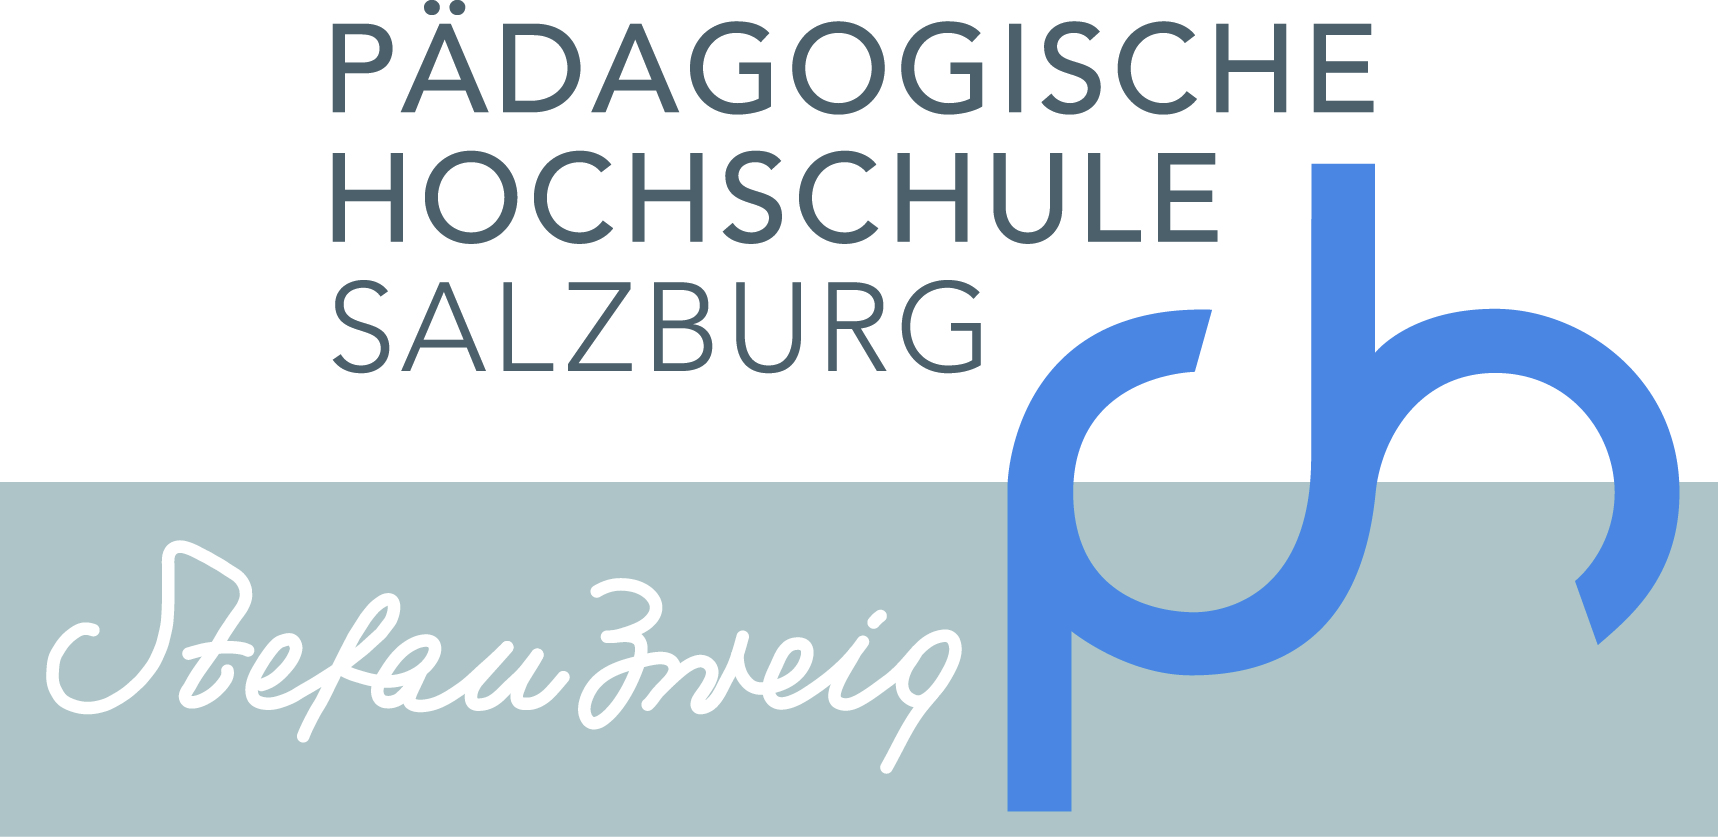 PÄDAGOGISCHE
HOCHSCHULE
SALZBURG
ph
Stefan Zweig